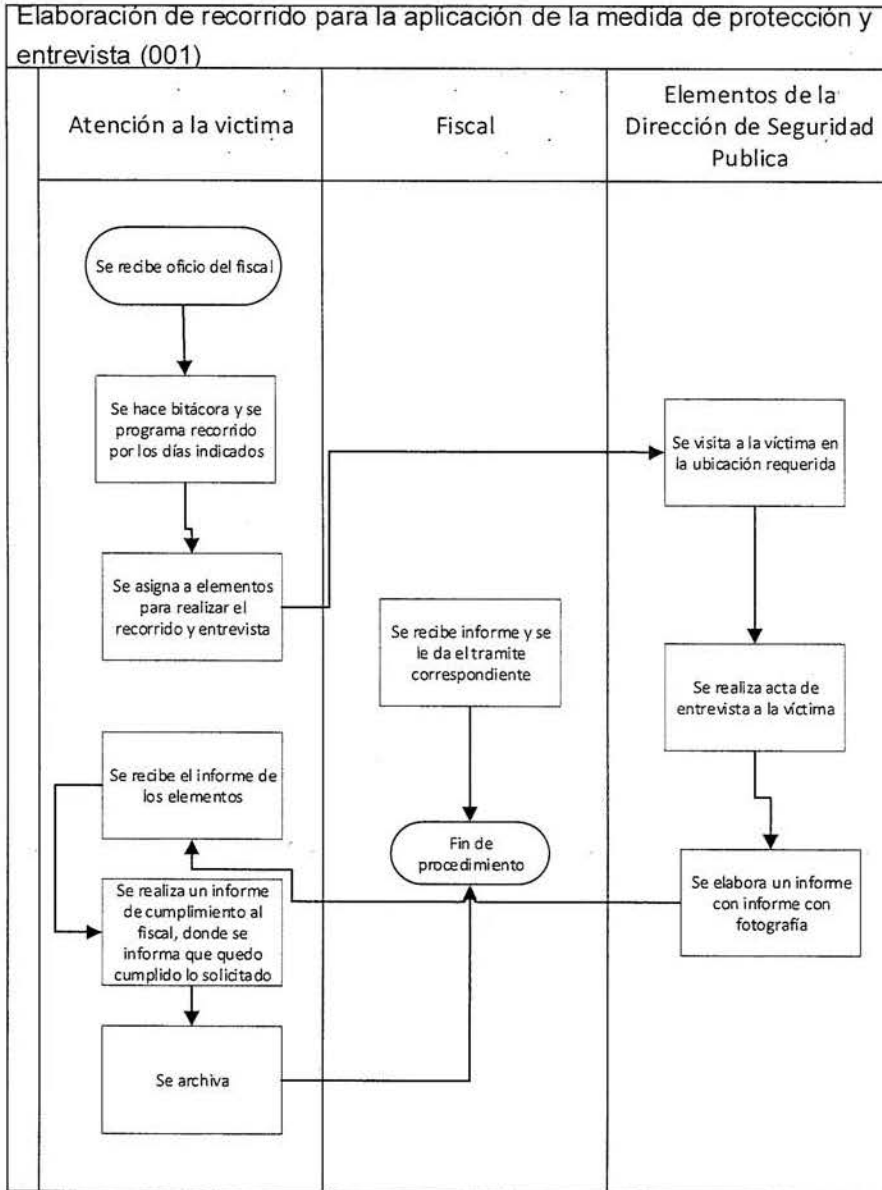 Elaboración de recorrido para la aplicación de la medida de protección y
entrevista (001)
Atención a la victima
Fiscal
Elementos de la
Dirección de Seguridad
Publica
Se recibe oficio del fiscal
Se hace bitácora y se
programa recorrido
por los días indicados
Se asigna a elementos
para realizar el
recorrido y entrevista
Se recibe el informe de
los elementos
Se realiza un informe
de cumplimiento al
fiscal, donde se
informa que quedo
cumplido lo solicitado
Se archiva
Se recibe informe y se
le da el tramite
correspondiente
Fin de
procedimiento
Se visita a la víctima en
la ubicación requerida
Se realiza acta de
entrevista a la víctima
Se elabora un informe
con informe con
fotografía